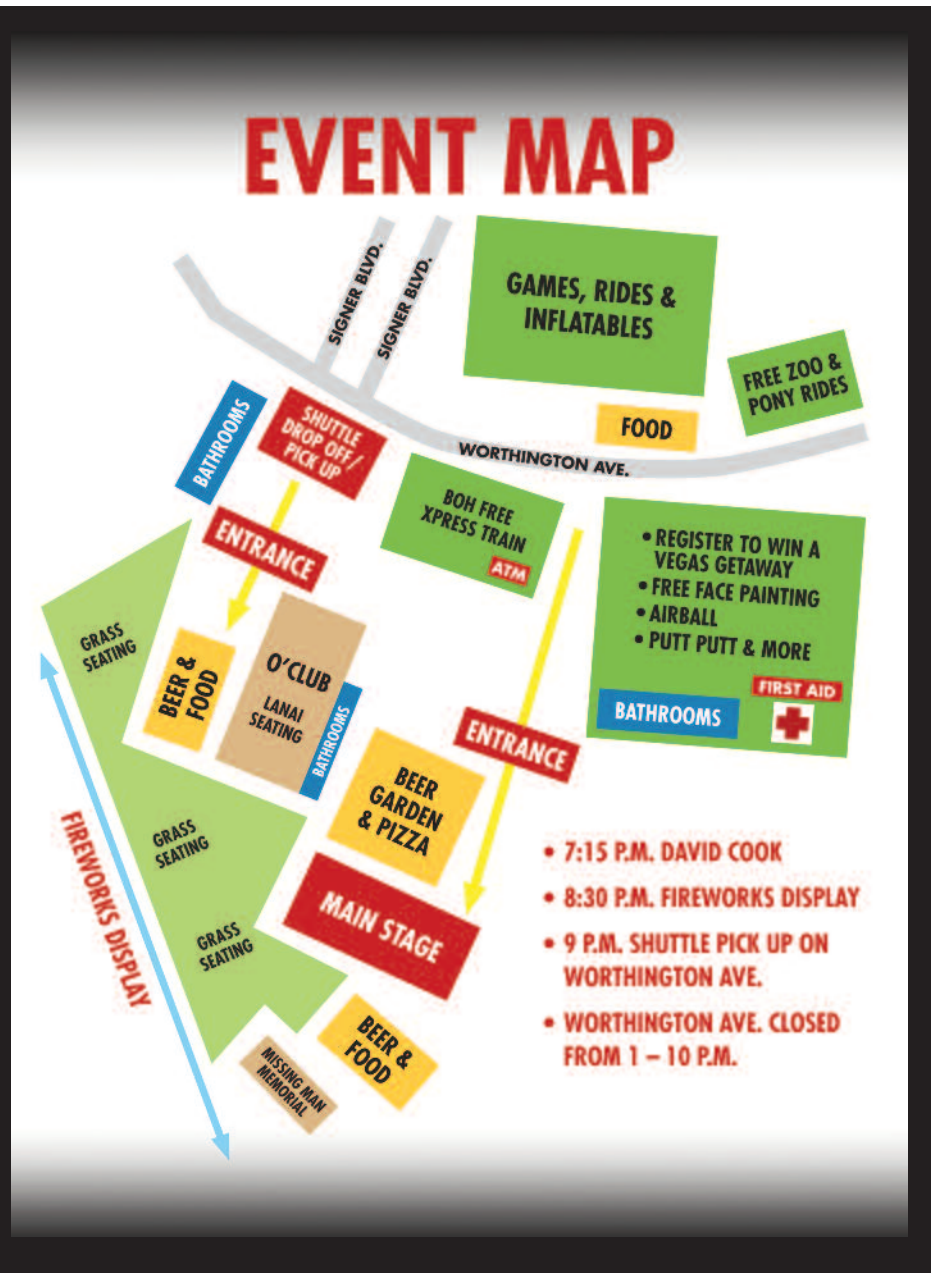 EVENT MAP
SIGNER BLVD.
SIGNER BLVD.
GAMES, RIDES &
INFLATABLES
FREE ZOO &
PONY RIDES
FOOD
WORTHINGTON AVE.
BATHROOMS
SHUTTLE
DROP OFF/
PICK UP
ENTRANCE
BOH FREE
XPRESS TRAIN
ATM
• REGISTER TO WIN A
VEGAS GETAWAY
• FREE FACE PAINTING
• AIRBALL
• PUTT PUTT & MORE
FIRST AID
BATHROOMS
GRASS
SEATING
BEER &
FOOD
O'CLUB
LANAI
SEATING
BATHROOMS
ENTRANCE
BEER
GARDEN
& PIZZA
GRASS
SEATING
FIREWORKS DISPLAY
MAIN STAGE
GRASS
SEATING
BEER &
FOOD
MISSING MAN
MEMORIAL
• 7:15 P.M. DAVID COOK
• 8:30 P.M. FIREWORKS DISPLAY
• 9 P.M. SHUTTLE PICK UP ON
WORTHINGTON AVE.
• WORTHINGTON AVE. CLOSED
FROM 1 – 10 P.M.